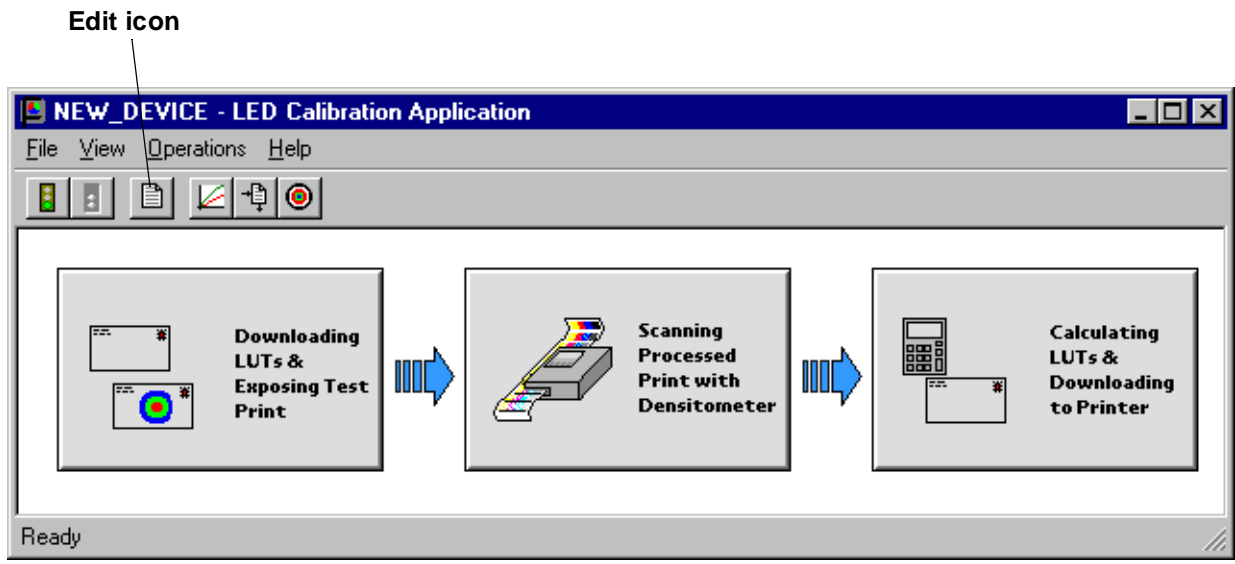 Edit icon
NEW_DEVICE - LED Calibration Application
File View Operations Help
Downloading
LUTs &
Exposing Test
Print
Scanning
Processed
Print with
Densitometer
Calculating
LUTs &
Downloading
to Printer
Ready